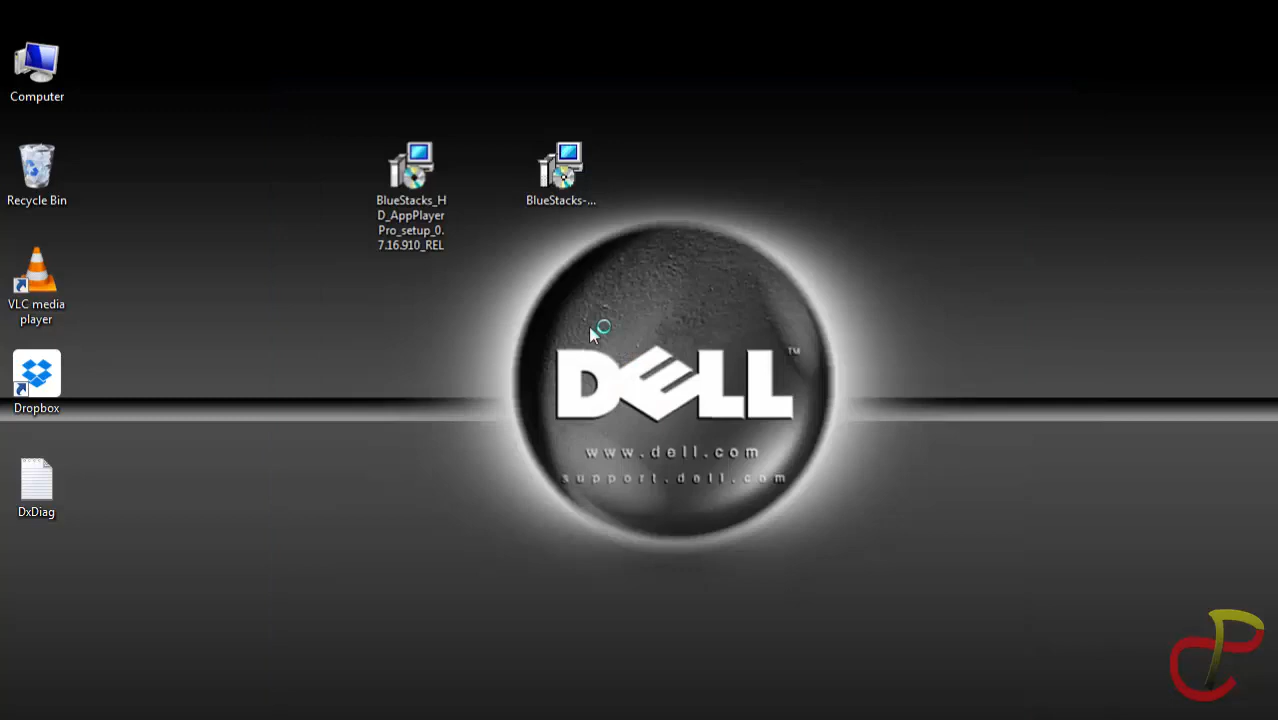 Computer
Recycle Bin
VLC media
player
Dropbox
DxDiag
BlueStacks_H
D_AppPlayer
Pro_setup_0.
7.16.910_REL
BlueStacks-...
DELL
TM
www.dell.com
support.dell.com